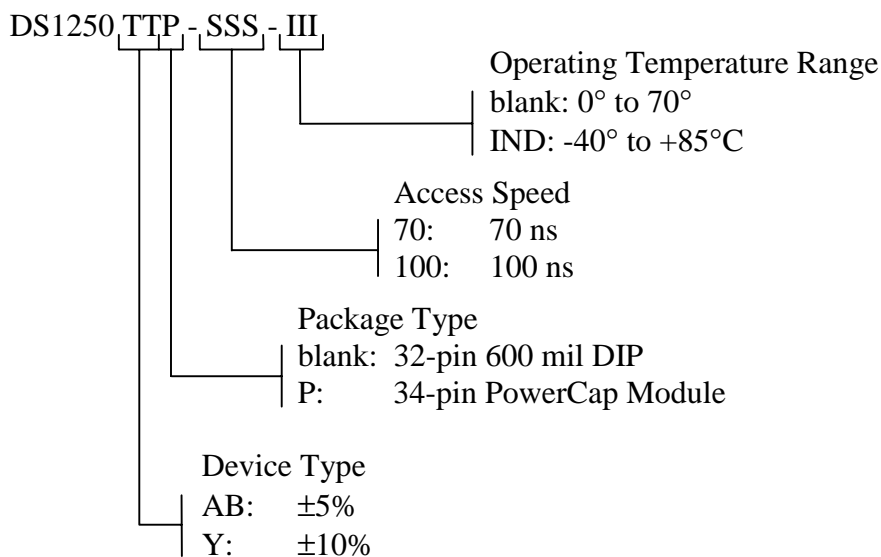 DS1250 TTP - SSS - III
Operating Temperature Range
blank: 0° to 70°
IND: -40° to +85°C
Access Speed
70: 70 ns
100: 100 ns
Package Type
blank: 32-pin 600 mil DIP
P: 34-pin PowerCap Module
Device Type
AB: ±5%
Y: ±10%